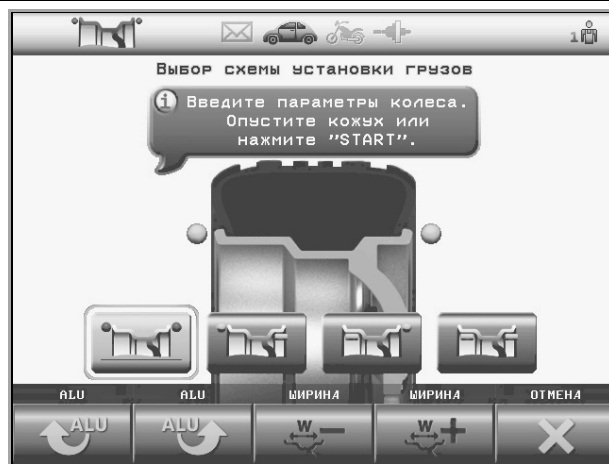 1
Выбор схемы установки грузов
i Введите параметры колеса.
Опустите кожух или
нажмите "START".
ALU ALU ШИРИНА ШИРИНА ОТМЕНА
ALU ALU W W